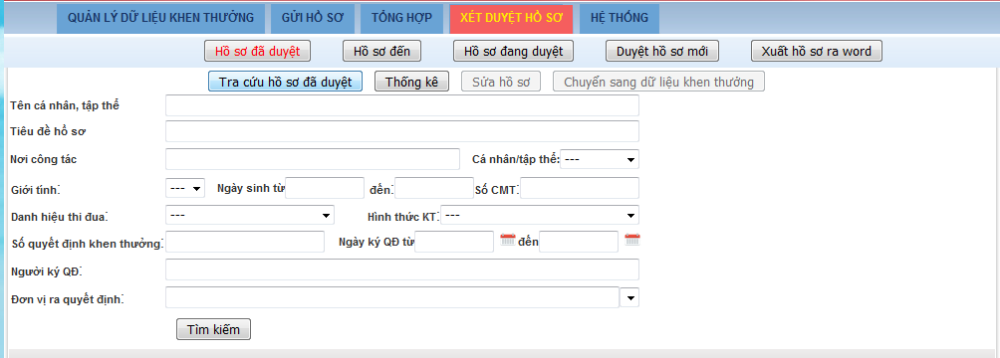 QUẢN LÝ DỮ LIỆU KHEN THƯỞNG GỬI HỒ SƠ TỔNG HỢP XÉT DUYỆT HỒ SƠ HỆ THỐNG
Hồ sơ đã duyệt Hồ sơ đến Hồ sơ đang duyệt Duyệt hồ sơ mới Xuất hồ sơ ra word
Tra cứu hồ sơ đã duyệt Thống kê Sửa hồ sơ Chuyển sang dữ liệu khen thưởng
Tên cá nhân, tập thể
Tiêu đề hồ sơ
Nơi công tác Cá nhân/tập thể: ---
Giới tính: --- Ngày sinh từ đến: Số CMT:
Danh hiệu thi đua: --- Hình thức KT: ---
Số quyết định khen thưởng: Ngày ký QĐ từ đến
Người ký QĐ:
Đơn vị ra quyết định:
Tìm kiếm